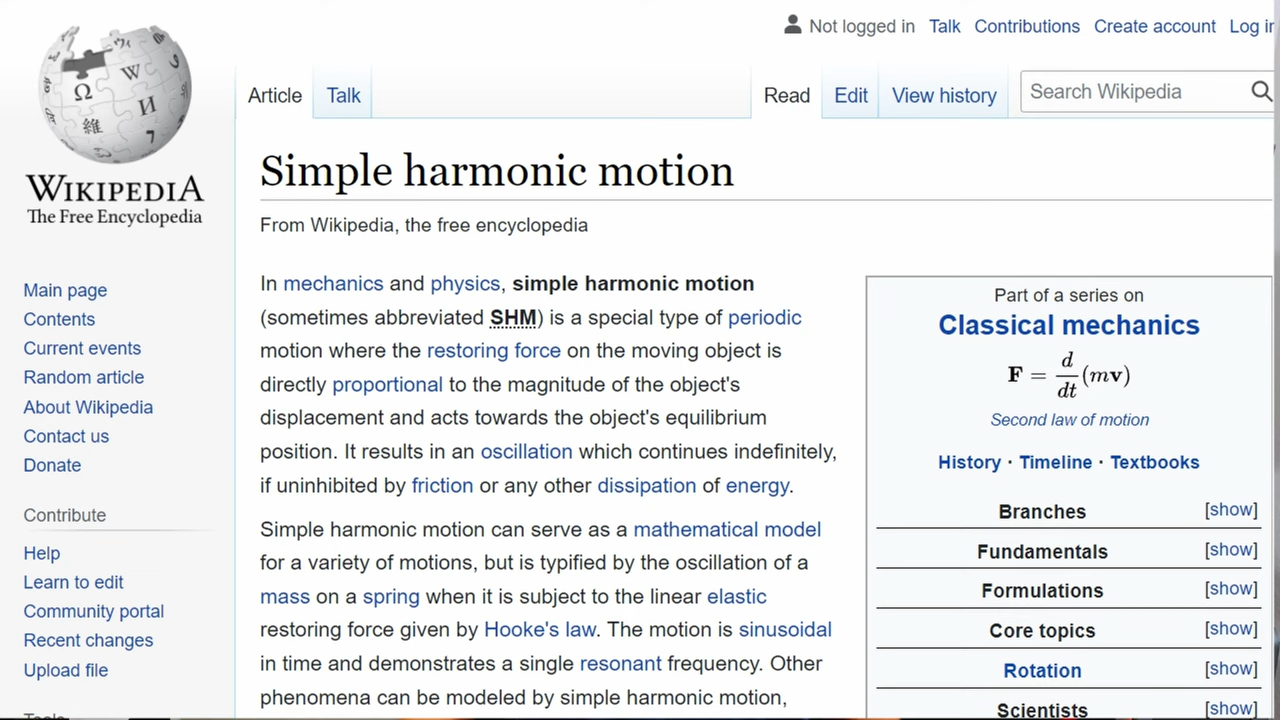 Not logged in Talk Contributions Create account Log in
Article Talk Read Edit View history Search Wikipedia
WIKIPEDIA
The Free Encyclopedia
Simple harmonic motion
From Wikipedia, the free encyclopedia
Main page
Contents
Current events
Random article
About Wikipedia
Contact us
Donate
Contribute
Help
Learn to edit
Community portal
Recent changes
Upload file
Tools
In mechanics and physics, simple harmonic motion
(sometimes abbreviated SHM) is a special type of periodic
motion where the restoring force on the moving object is
directly proportional to the magnitude of the object's
displacement and acts towards the object's equilibrium
position. It results in an oscillation which continues indefinitely,
if uninhibited by friction or any other dissipation of energy.
Simple harmonic motion can serve as a mathematical model
for a variety of motions, but is typified by the oscillation of a
mass on a spring when it is subject to the linear elastic
restoring force given by Hooke's law. The motion is sinusoidal
in time and demonstrates a single resonant frequency. Other
phenomena can be modeled by simple harmonic motion,
Part of a series on
Classical mechanics
F = d/dt (mv)
Second law of motion
History · Timeline · Textbooks
Branches [show]
Fundamentals [show]
Formulations [show]
Core topics [show]
Rotation [show]
Scientists [show]